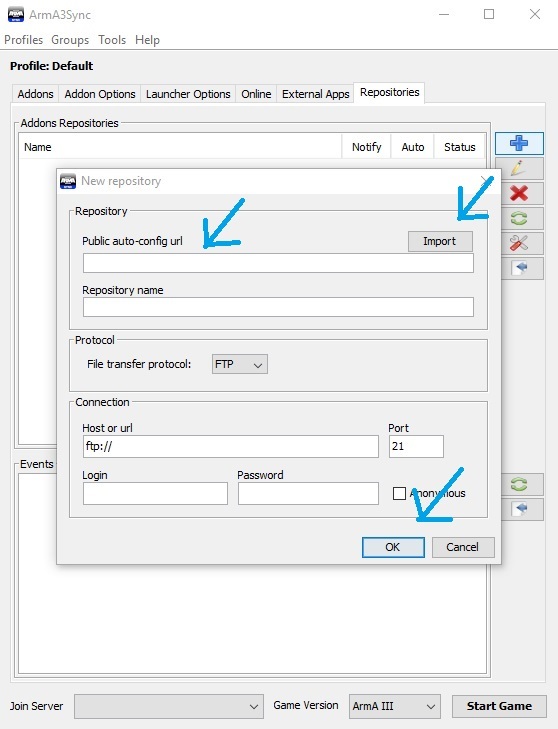 ArmA3Sync
Profiles Groups Tools Help
Profile: Default
Addons Addon Options Launcher Options Online External Apps Repositories
Addons Repositories
Name Notify Auto Status
New repository
Repository
Public auto-config url
Import
Repository name
Protocol
File transfer protocol: FTP
Connection
Host or url Port
ftp:// 21
Login Password
Anonymous
Events
OK Cancel
Join Server Game Version ArmA III Start Game